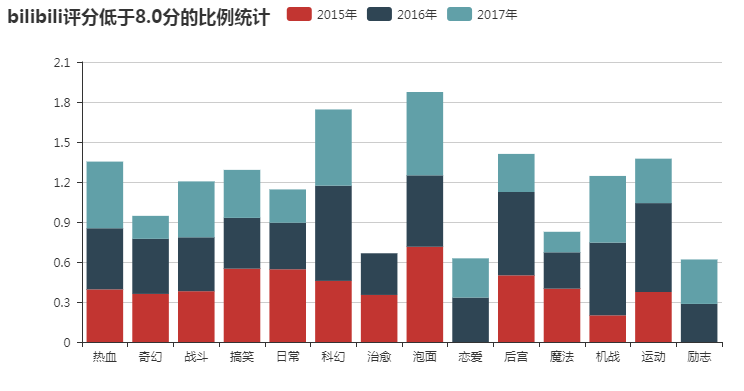 bilibili评分低于8.0分的比例统计
2015年 2016年 2017年
2.1
1.8
1.5
1.2
0.9
0.6
0.3
0
热血 奇幻 战斗 搞笑 日常 科幻 治愈 泡面 恋爱 后宫 魔法 机战 运动 励志